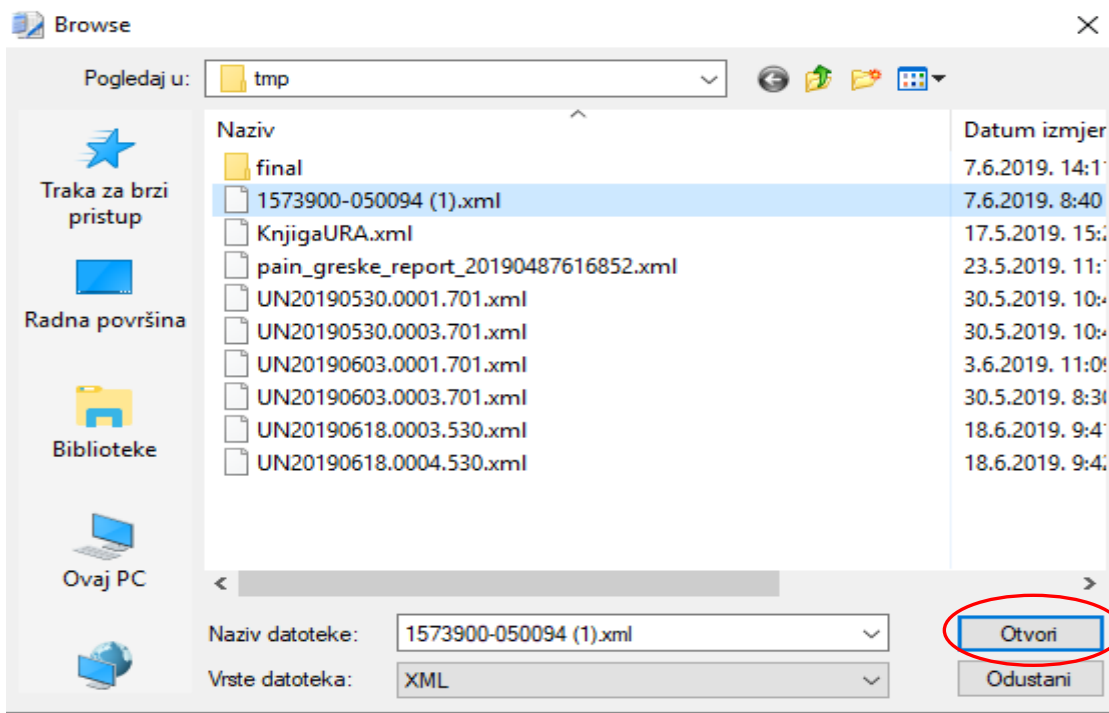 Browse
Pogledaj u: tmp
Naziv Datum izmjer
final 7.6.2019. 14:1
1573900-050094 (1).xml 7.6.2019. 8:40
KnjigaURA.xml 17.5.2019. 15:
pain_greske_report_20190487616852.xml 23.5.2019. 11:
UN20190530.0001.701.xml 30.5.2019. 10:
UN20190530.0003.701.xml 30.5.2019. 10:
UN20190603.0001.701.xml 3.6.2019. 11:0
UN20190603.0003.701.xml 30.5.2019. 8:3
UN20190618.0003.530.xml 18.6.2019. 9:4
UN20190618.0004.530.xml 18.6.2019. 9:4
Traka za brzi
pristup
Radna površina
Biblioteke
Ovaj PC
Naziv datoteke: 1573900-050094 (1).xml Otvori
Vrste datoteka: XML Odustani